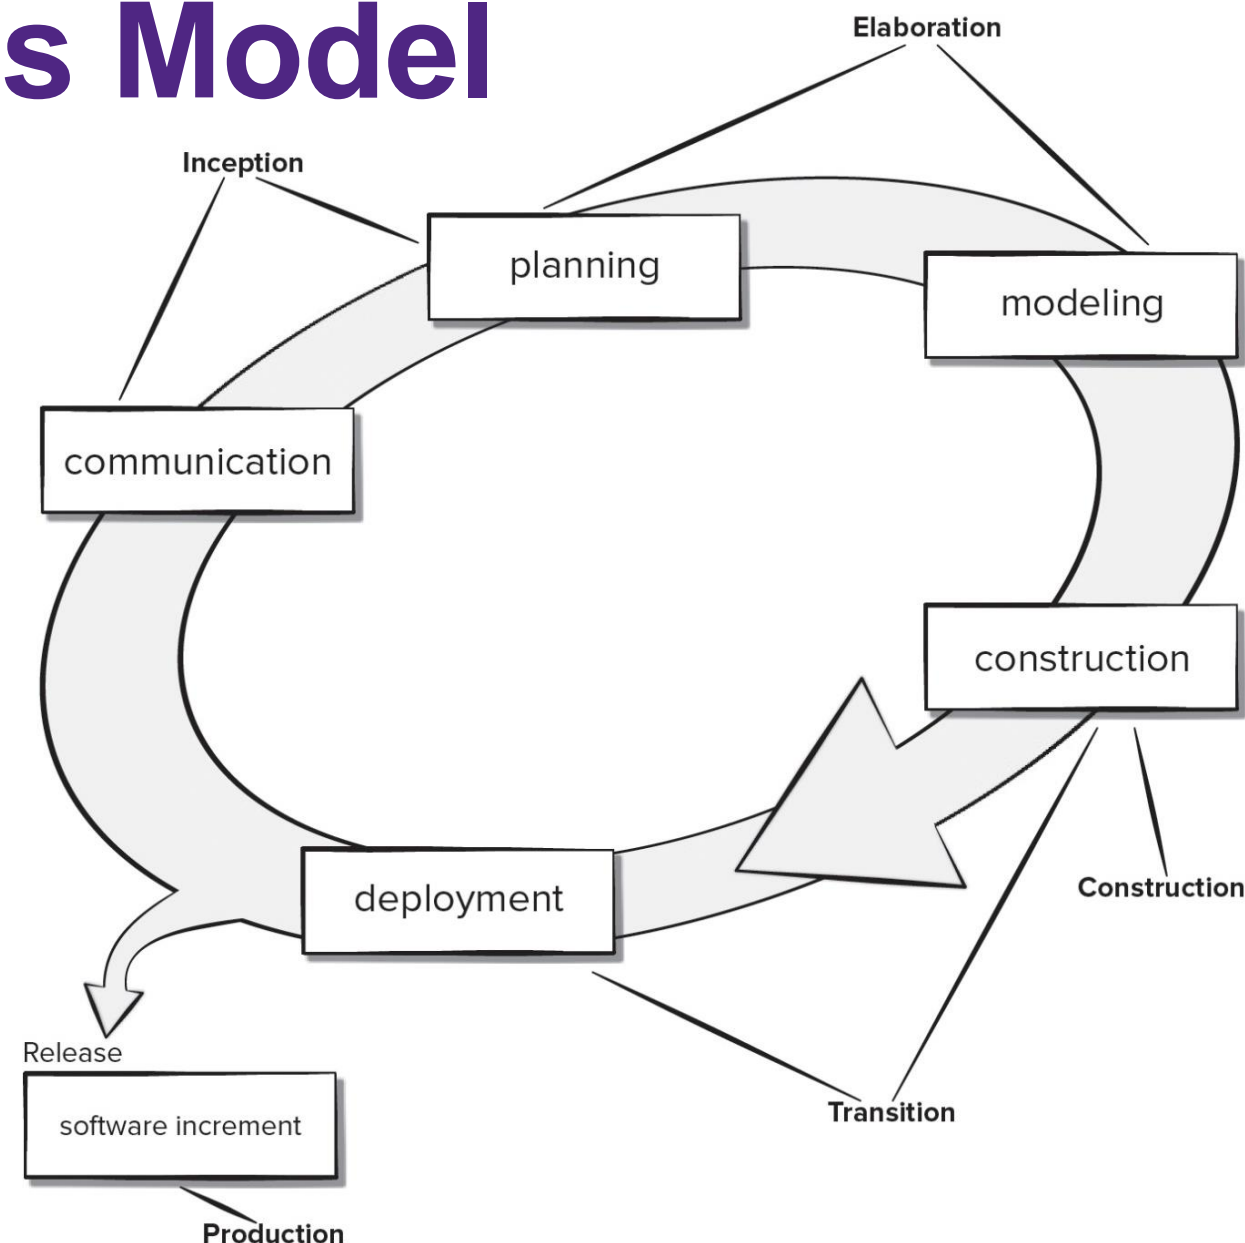 s Model
Elaboration
Inception
planning
modeling
communication
construction
deployment
Construction
Release
Transition
software increment
Production